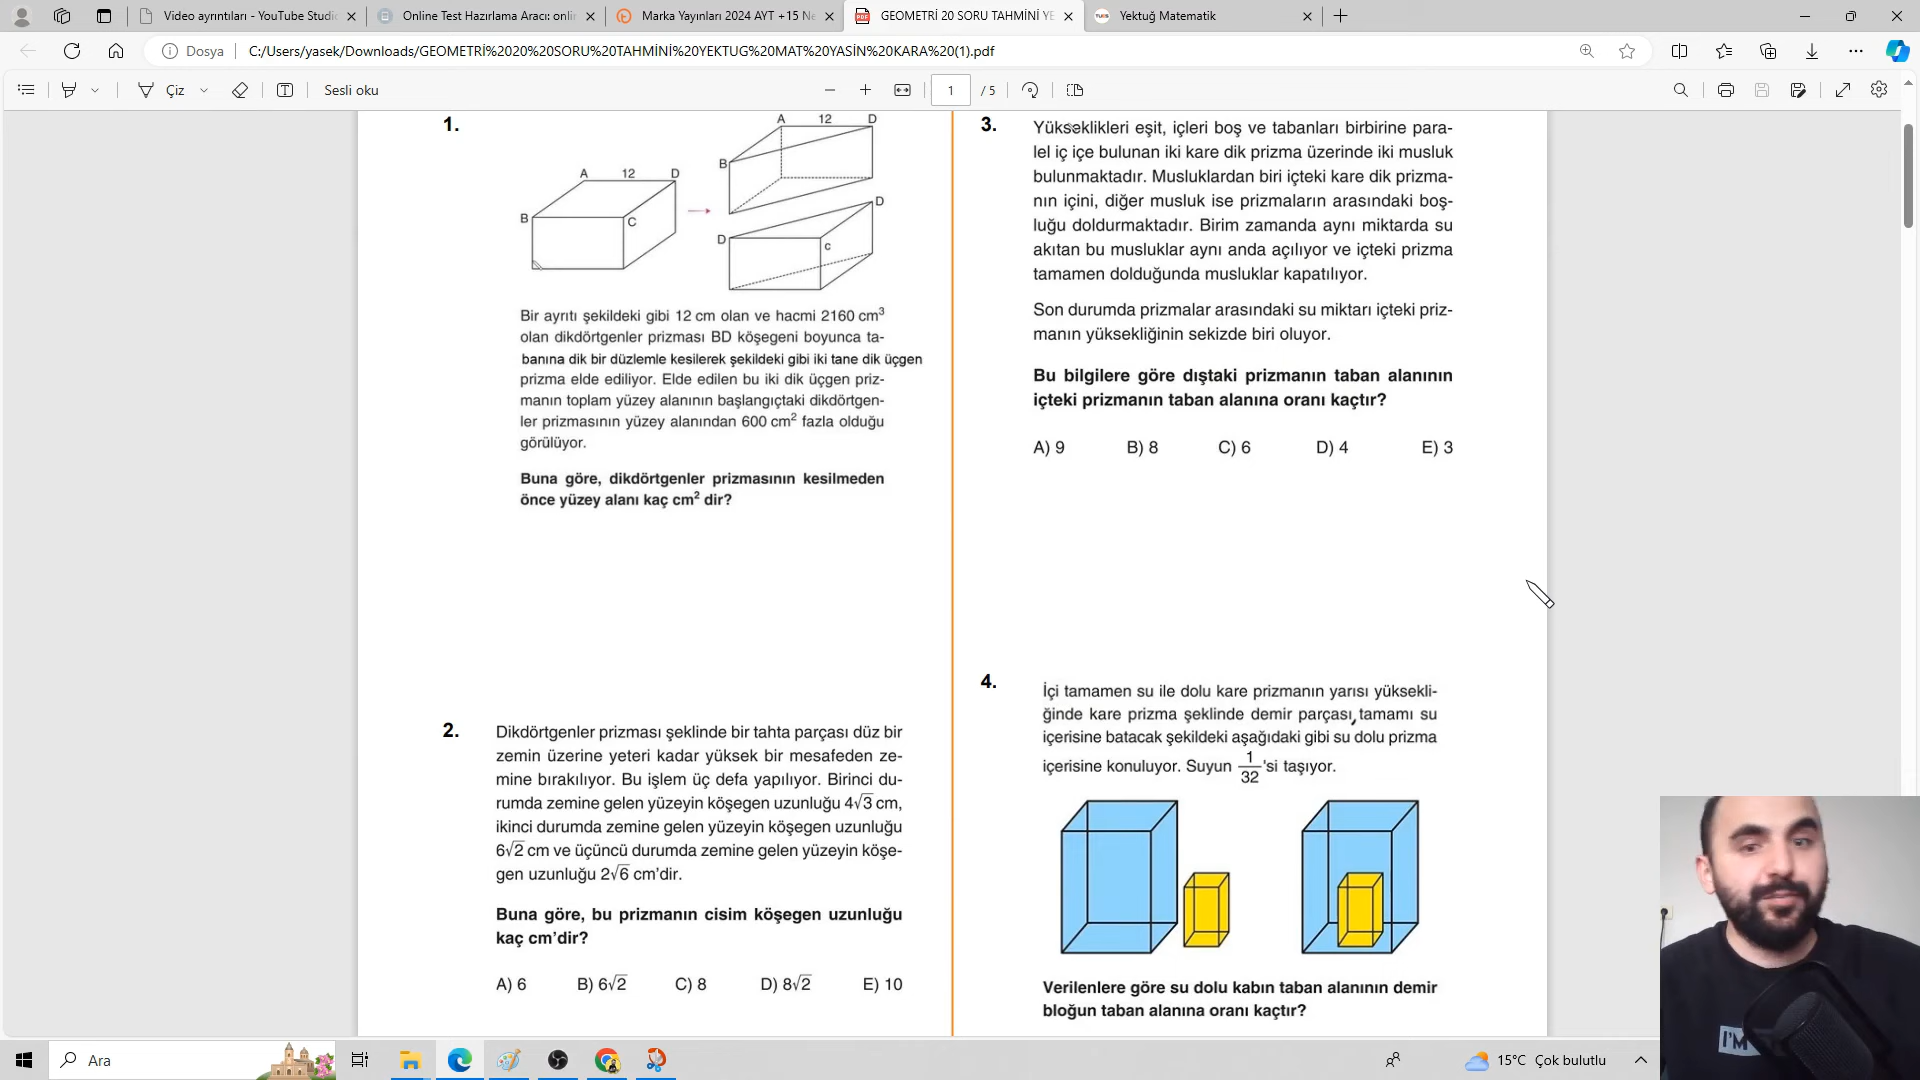 Video ayrıntıları - YouTube Studio
Online Test Hazırlama Aracı: onlin
Marka Yayınları 2024 AYT +15 Ne
GEOMETRİ 20 SORU TAHMİNİ YE
Yektuğ Matematik
Dosya
C:/Users/yasek/Downloads/GEOMETRİ%2020%20SORU%20TAHMİNİ%20YEKTUG%20MAT%20YASİN%20KARA%20(1).pdf
Çiz
Sesli oku
1
/ 5
1.
A 12 D
B
C
A 12 D
B
D
D
c
Bir ayrıtı şekildeki gibi 12 cm olan ve hacmi 2160 cm³
olan dikdörtgenler prizması BD köşegeni boyunca ta-
banına dik bir düzlemle kesilerek şekildeki gibi iki tane dik üçgen
prizma elde ediliyor. Elde edilen bu iki dik üçgen priz-
manın toplam yüzey alanının başlangıçtaki dikdörtgen-
ler prizmasının yüzey alanından 600 cm² fazla olduğu
görülüyor.
Buna göre, dikdörtgenler prizmasının kesilmeden
önce yüzey alanı kaç cm² dir?
2.
Dikdörtgenler prizması şeklinde bir tahta parçası düz bir
zemin üzerine yeteri kadar yüksek bir mesafeden ze-
mine bırakılıyor. Bu işlem üç defa yapılıyor. Birinci du-
rumda zemine gelen yüzeyin köşegen uzunluğu 4√3 cm,
ikinci durumda zemine gelen yüzeyin köşegen uzunluğu
6√2 cm ve üçüncü durumda zemine gelen yüzeyin köşe-
gen uzunluğu 2√6 cm'dir.
Buna göre, bu prizmanın cisim köşegen uzunluğu
kaç cm'dir?
A) 6 B) 6√2 C) 8 D) 8√2 E) 10
3.
Yükseklikleri eşit, içleri boş ve tabanları birbirine para-
lel iç içe bulunan iki kare dik prizma üzerinde iki musluk
bulunmaktadır. Musluklardan biri içteki kare dik prizma-
nın içini, diğer musluk ise prizmaların arasındaki boş-
luğu doldurmaktadır. Birim zamanda aynı miktarda su
akıtan bu musluklar aynı anda açılıyor ve içteki prizma
tamamen dolduğunda musluklar kapatılıyor.
Son durumda prizmalar arasındaki su miktarı içteki priz-
manın yüksekliğinin sekizde biri oluyor.
Bu bilgilere göre dıştaki prizmanın taban alanının
içteki prizmanın taban alanına oranı kaçtır?
A) 9 B) 8 C) 6 D) 4 E) 3
4.
İçi tamamen su ile dolu kare prizmanın yarısı yüksekli-
ğinde kare prizma şeklinde demir parçası, tamamı su
içerisine batacak şekildeki aşağıdaki gibi su dolu prizma
içerisine konuluyor. Suyun 1/32 'si taşıyor.
Verilenlere göre su dolu kabın taban alanının demir
bloğun taban alanına oranı kaçtır?
I'M
Ara
15°C Çok bulutlu